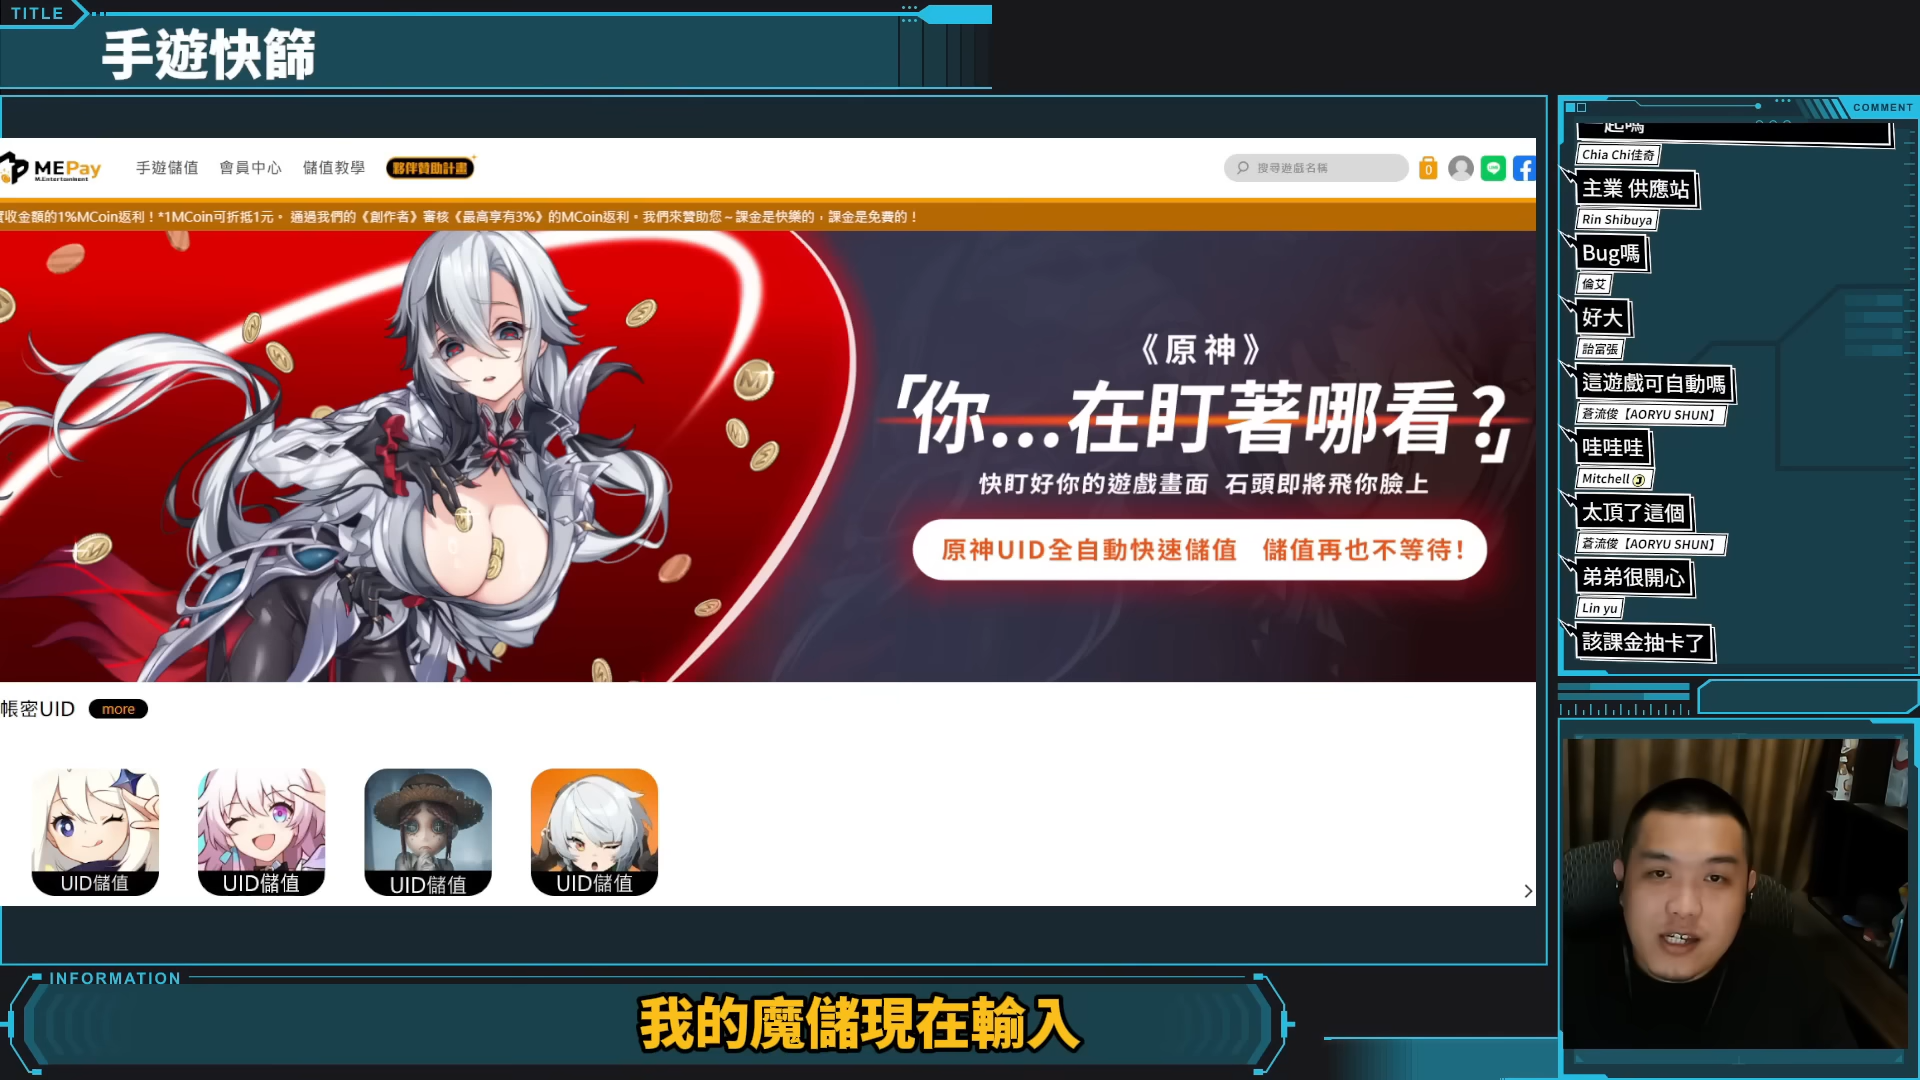 TITLE
手遊快篩
MEPay
M.Entertainment
手遊儲值
會員中心
儲值教學
夥伴贊助計畫
搜尋遊戲名稱
0
收金額的1%MCoin返利！*1MCoin可折抵1元。 通過我們的《創作者》審核《最高享有3%》的MCoin返利。我們來贊助您～課金是快樂的，課金是免費的！
《原神》
「你...在盯著哪看？」
快盯好你的遊戲畫面 石頭即將飛你臉上
原神UID全自動快速儲值 儲值再也不等待!
帳密UID
more
UID儲值
UID儲值
UID儲值
UID儲值
COMMENT
起嗎
Chia Chi佳奇
主業 供應站
Rin Shibuya
Bug嗎
倫艾
好大
詒富張
這遊戲可自動嗎
蒼流俊【AORYU SHUN】
哇哇哇
Mitchell
太頂了這個
蒼流俊【AORYU SHUN】
弟弟很開心
Lin yu
該課金抽卡了
INFORMATION
我的魔儲現在輸入